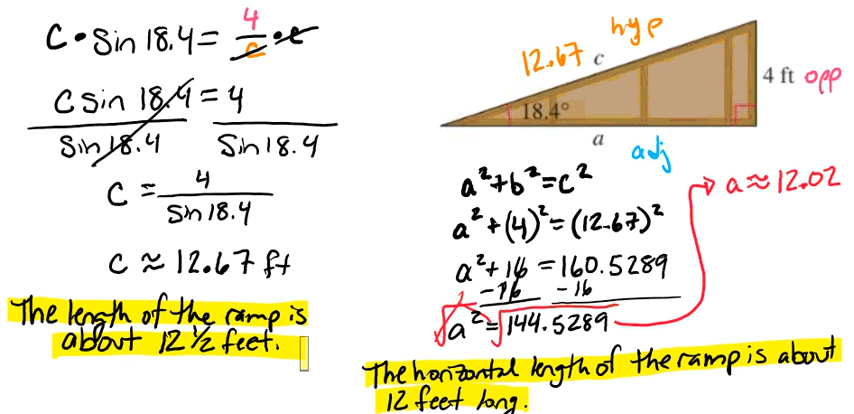 c • sin 18.4 = 4/c • c
c sin 18.4 = 4
sin 18.4 sin 18.4
c = 4/sin 18.4
c ≈ 12.67 ft
The length of the ramp is
about 12 ½ feet.
hyp
12.67 c
4 ft opp
18.4°
a
adj
a² + b² = c²
a ≈ 12.02
a² + (4)² = (12.67)²
a² + 16 = 160.5289
-16 -16
√a² = √144.5289
The horizontal length of the ramp is about
12 feet long.